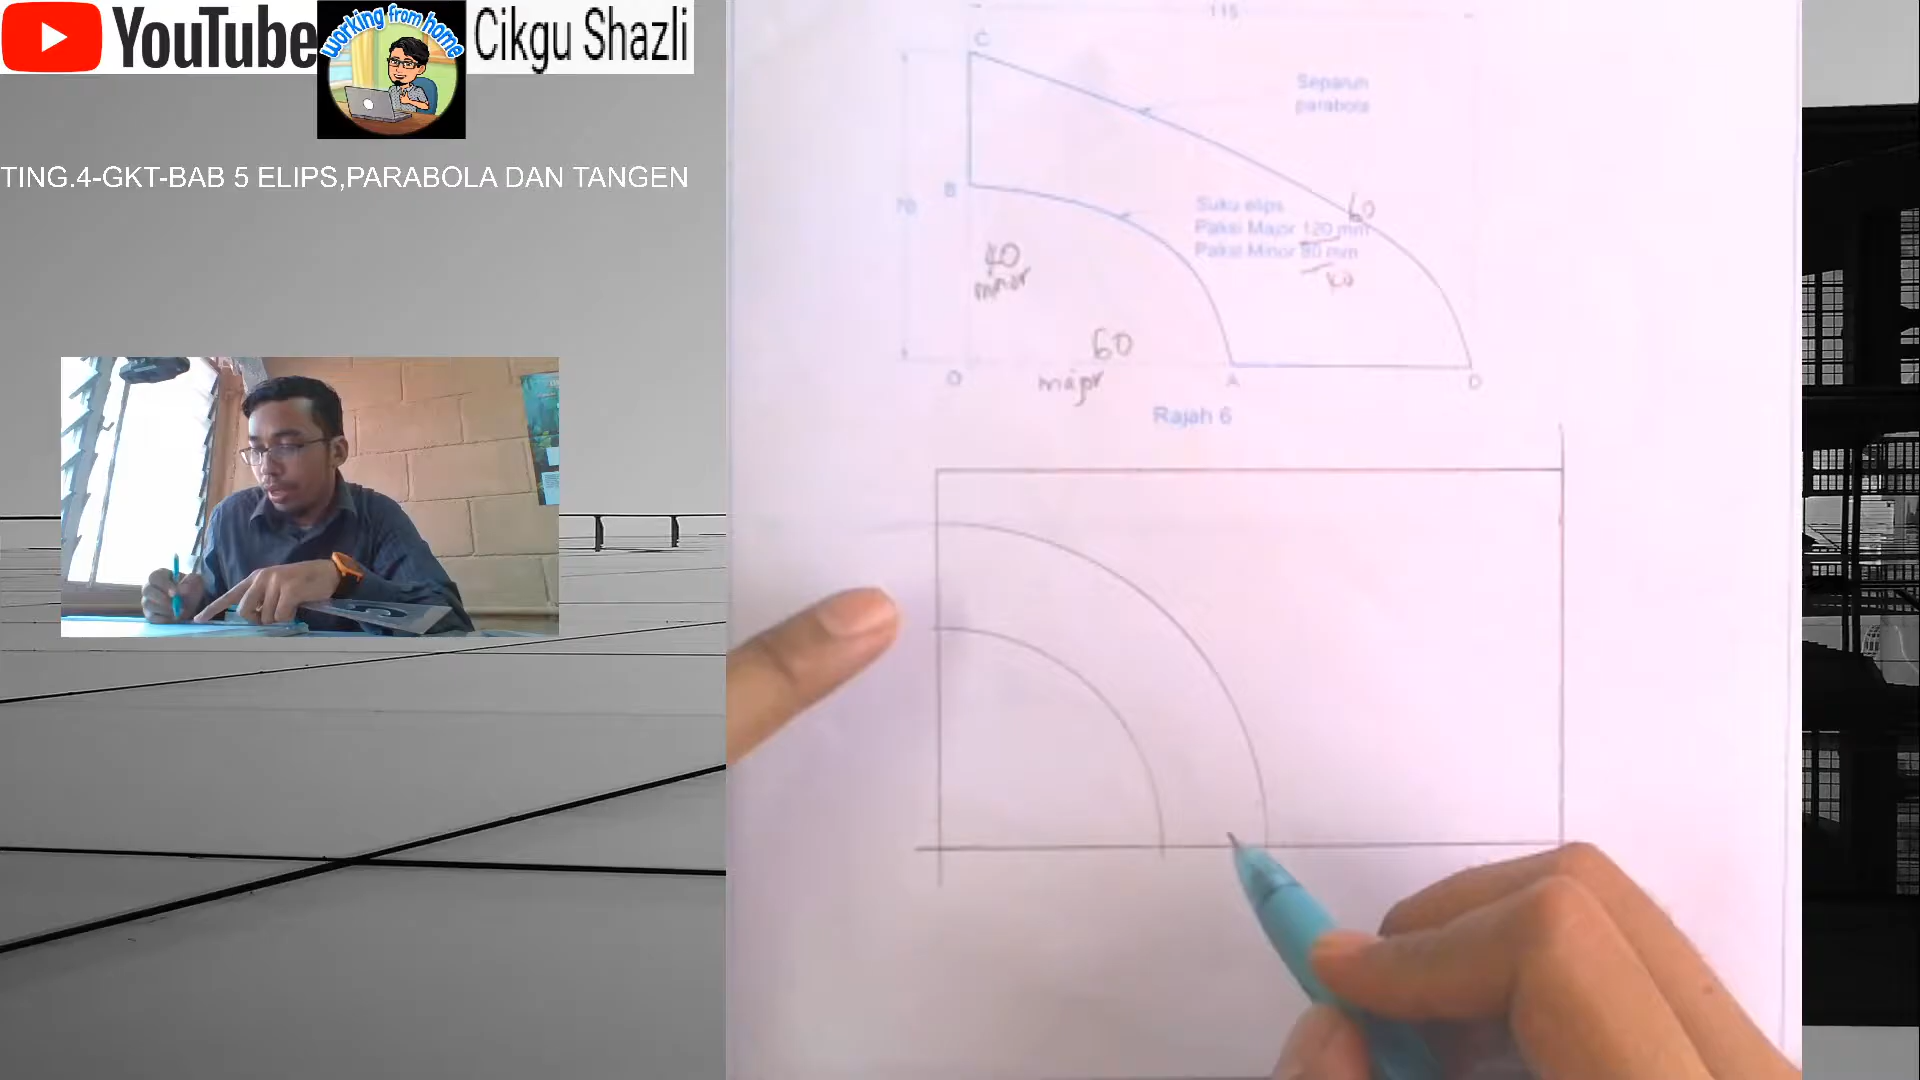 YouTube
working from home
Cikgu Shazli
TING.4-GKT-BAB 5 ELIPS,PARABOLA DAN TANGEN
115
C
Separuh
parabola
B
Suku elips
Paksi Major 120 mm
60
Paksi Minor 80 mm
40
40
minor
60
major
O
A
D
Rajah 6